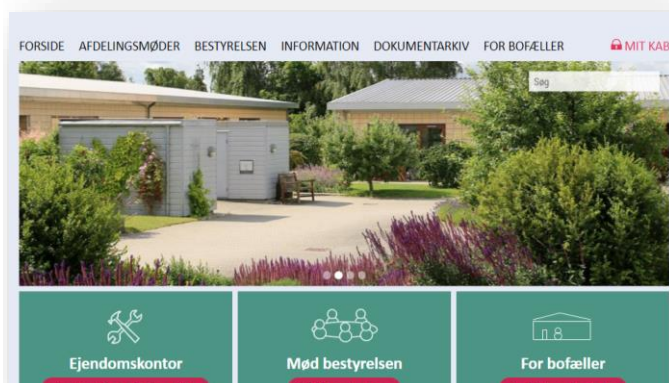 FORSIDE AFDELINGSMØDER BESTYRELSEN INFORMATION DOKUMENTARKIV FOR BOFÆLLER MIT KAB
Søg
Ejendomskontor Mød bestyrelsen For bofæller